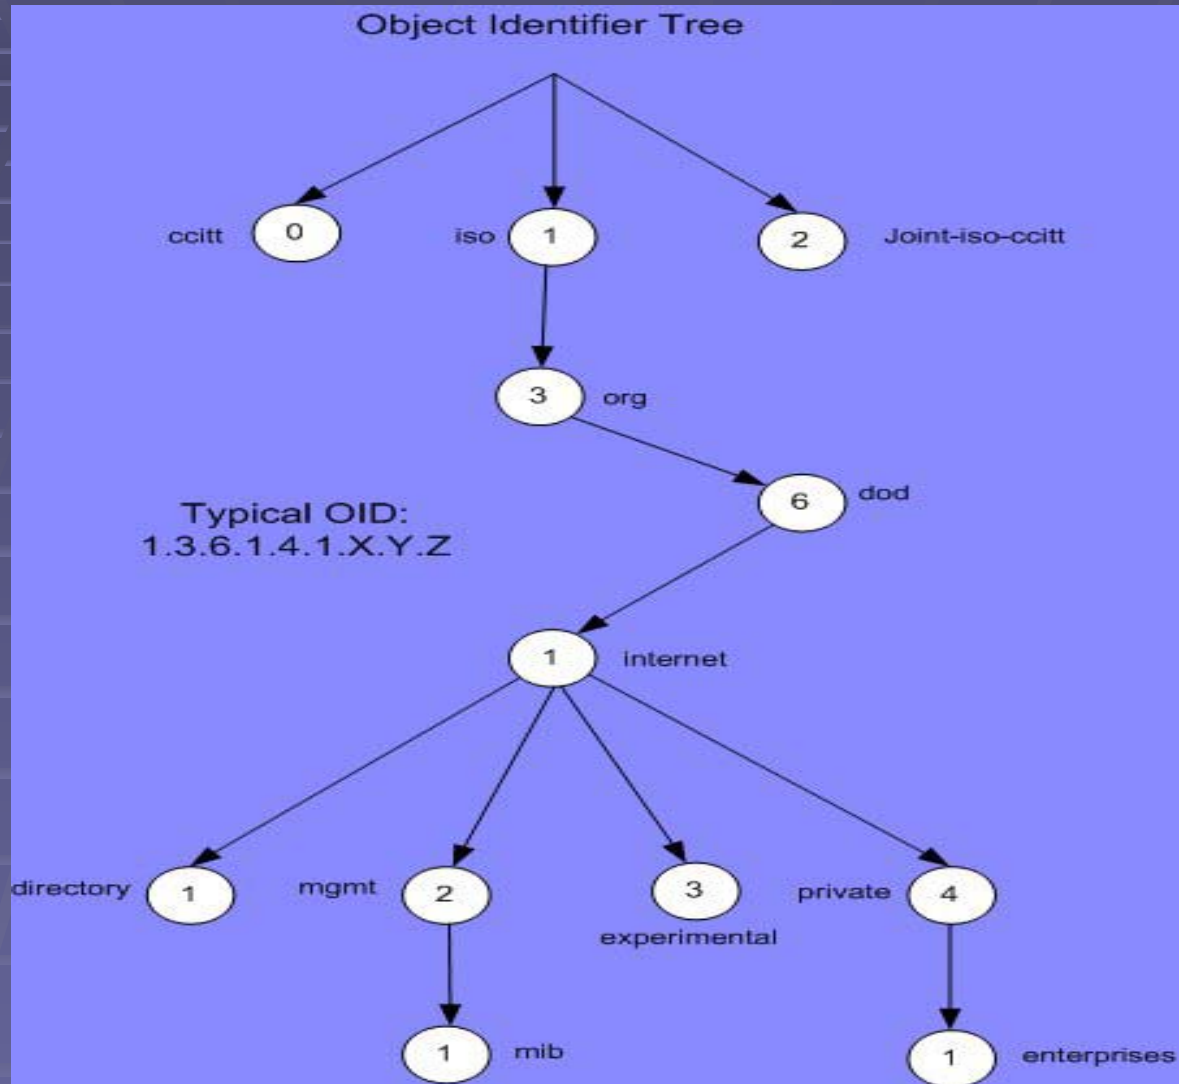 Object Identifier Tree
ccitt 0 iso 1 2 Joint-iso-ccitt
3 org
6 dod
Typical OID:
1.3.6.1.4.1.X.Y.Z
1 internet
directory 1 mgmt 2 3 private 4
experimental
1 mib 1 enterprises